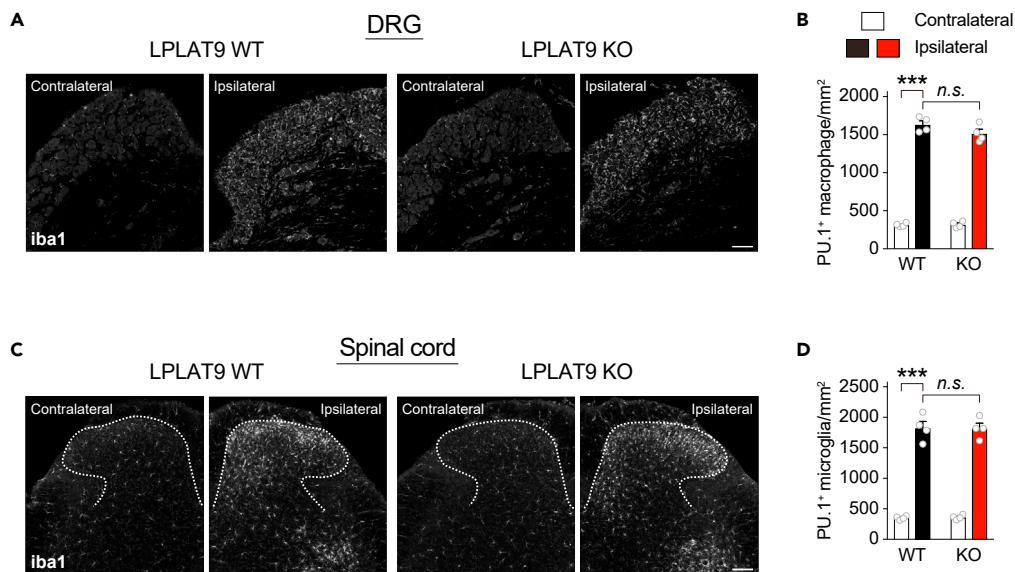 A
DRG
LPLAT9 WT
LPLAT9 KO
Contralateral
Ipsilateral
Contralateral
Ipsilateral
iba1
B
Contralateral
Ipsilateral
PU.1⁺ macrophage/mm²
***
n.s.
2000
1500
1000
500
0
WT
KO
C
Spinal cord
LPLAT9 WT
LPLAT9 KO
Contralateral
Ipsilateral
Contralateral
Ipsilateral
iba1
D
PU.1⁺ microglia/mm²
***
n.s.
2500
2000
1500
1000
500
0
WT
KO